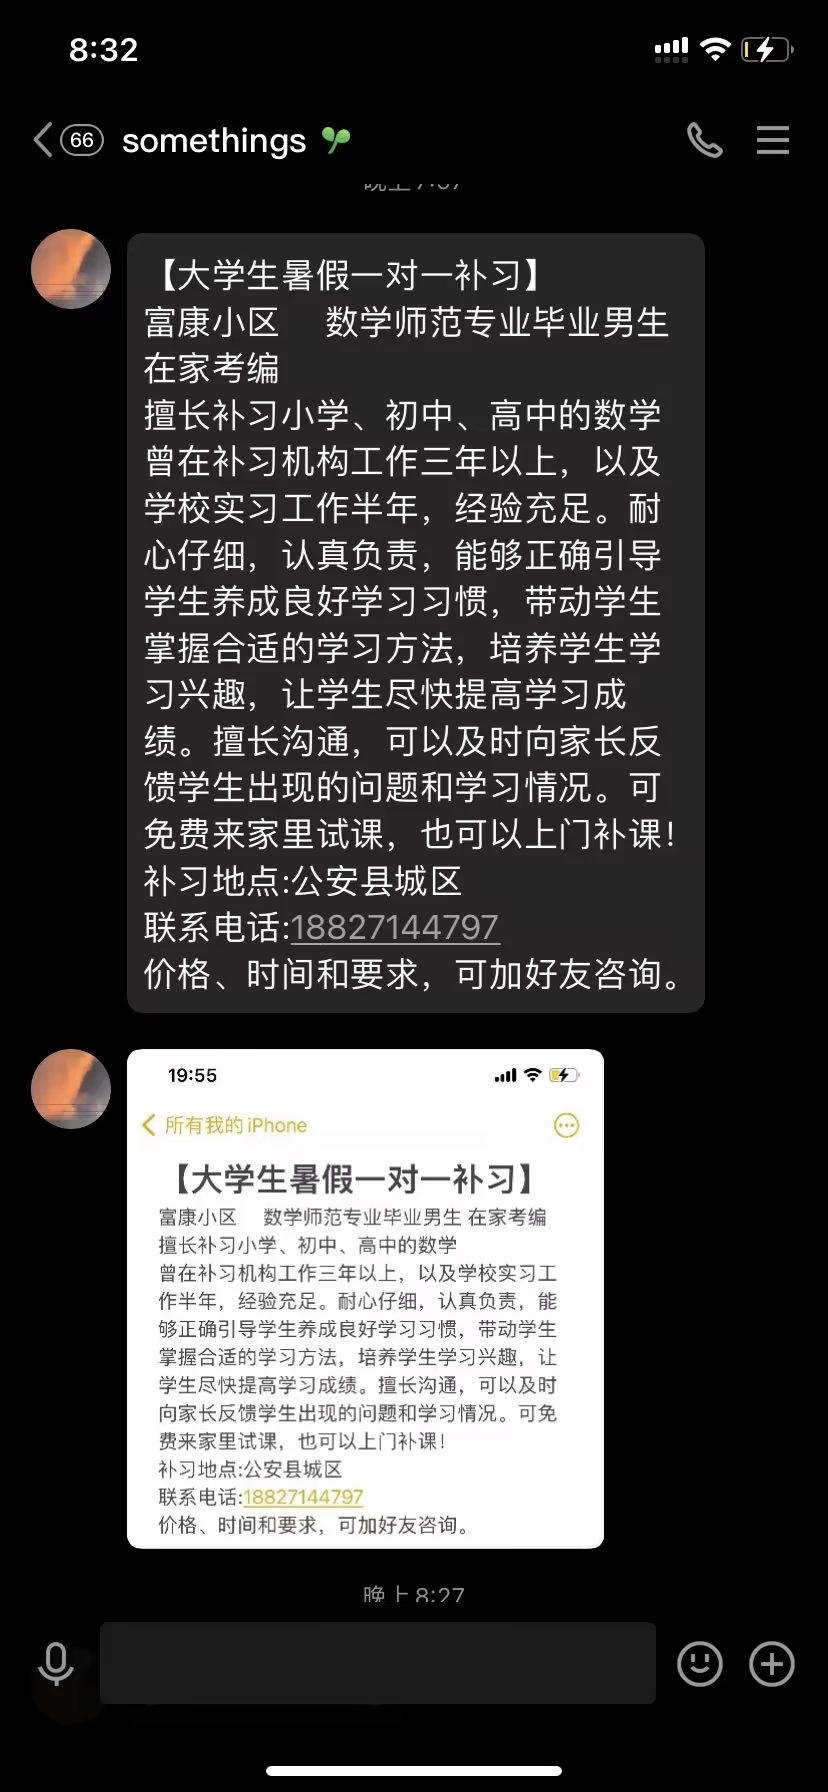 8:32
66 somethings
【大学生暑假一对一补习】
富康小区 数学师范专业毕业男生
在家考编
擅长补习小学、初中、高中的数学
曾在补习机构工作三年以上，以及
学校实习工作半年，经验充足。耐
心仔细，认真负责，能够正确引导
学生养成良好学习习惯，带动学生
掌握合适的学习方法，培养学生学
习兴趣，让学生尽快提高学习成
绩。擅长沟通，可以及时向家长反
馈学生出现的问题和学习情况。可
免费来家里试课，也可以上门补课！
补习地点:公安县城区
联系电话:18827144797
价格、时间和要求，可加好友咨询。
19:55
所有我的iPhone
【大学生暑假一对一补习】
富康小区 数学师范专业毕业男生 在家考编
擅长补习小学、初中、高中的数学
曾在补习机构工作三年以上，以及学校实习工
作半年，经验充足。耐心仔细，认真负责，能
够正确引导学生养成良好学习习惯，带动学生
掌握合适的学习方法，培养学生学习兴趣，让
学生尽快提高学习成绩。擅长沟通，可以及时
向家长反馈学生出现的问题和学习情况。可免
费来家里试课，也可以上门补课！
补习地点:公安县城区
联系电话:18827144797
价格、时间和要求，可加好友咨询。
晚上8:27